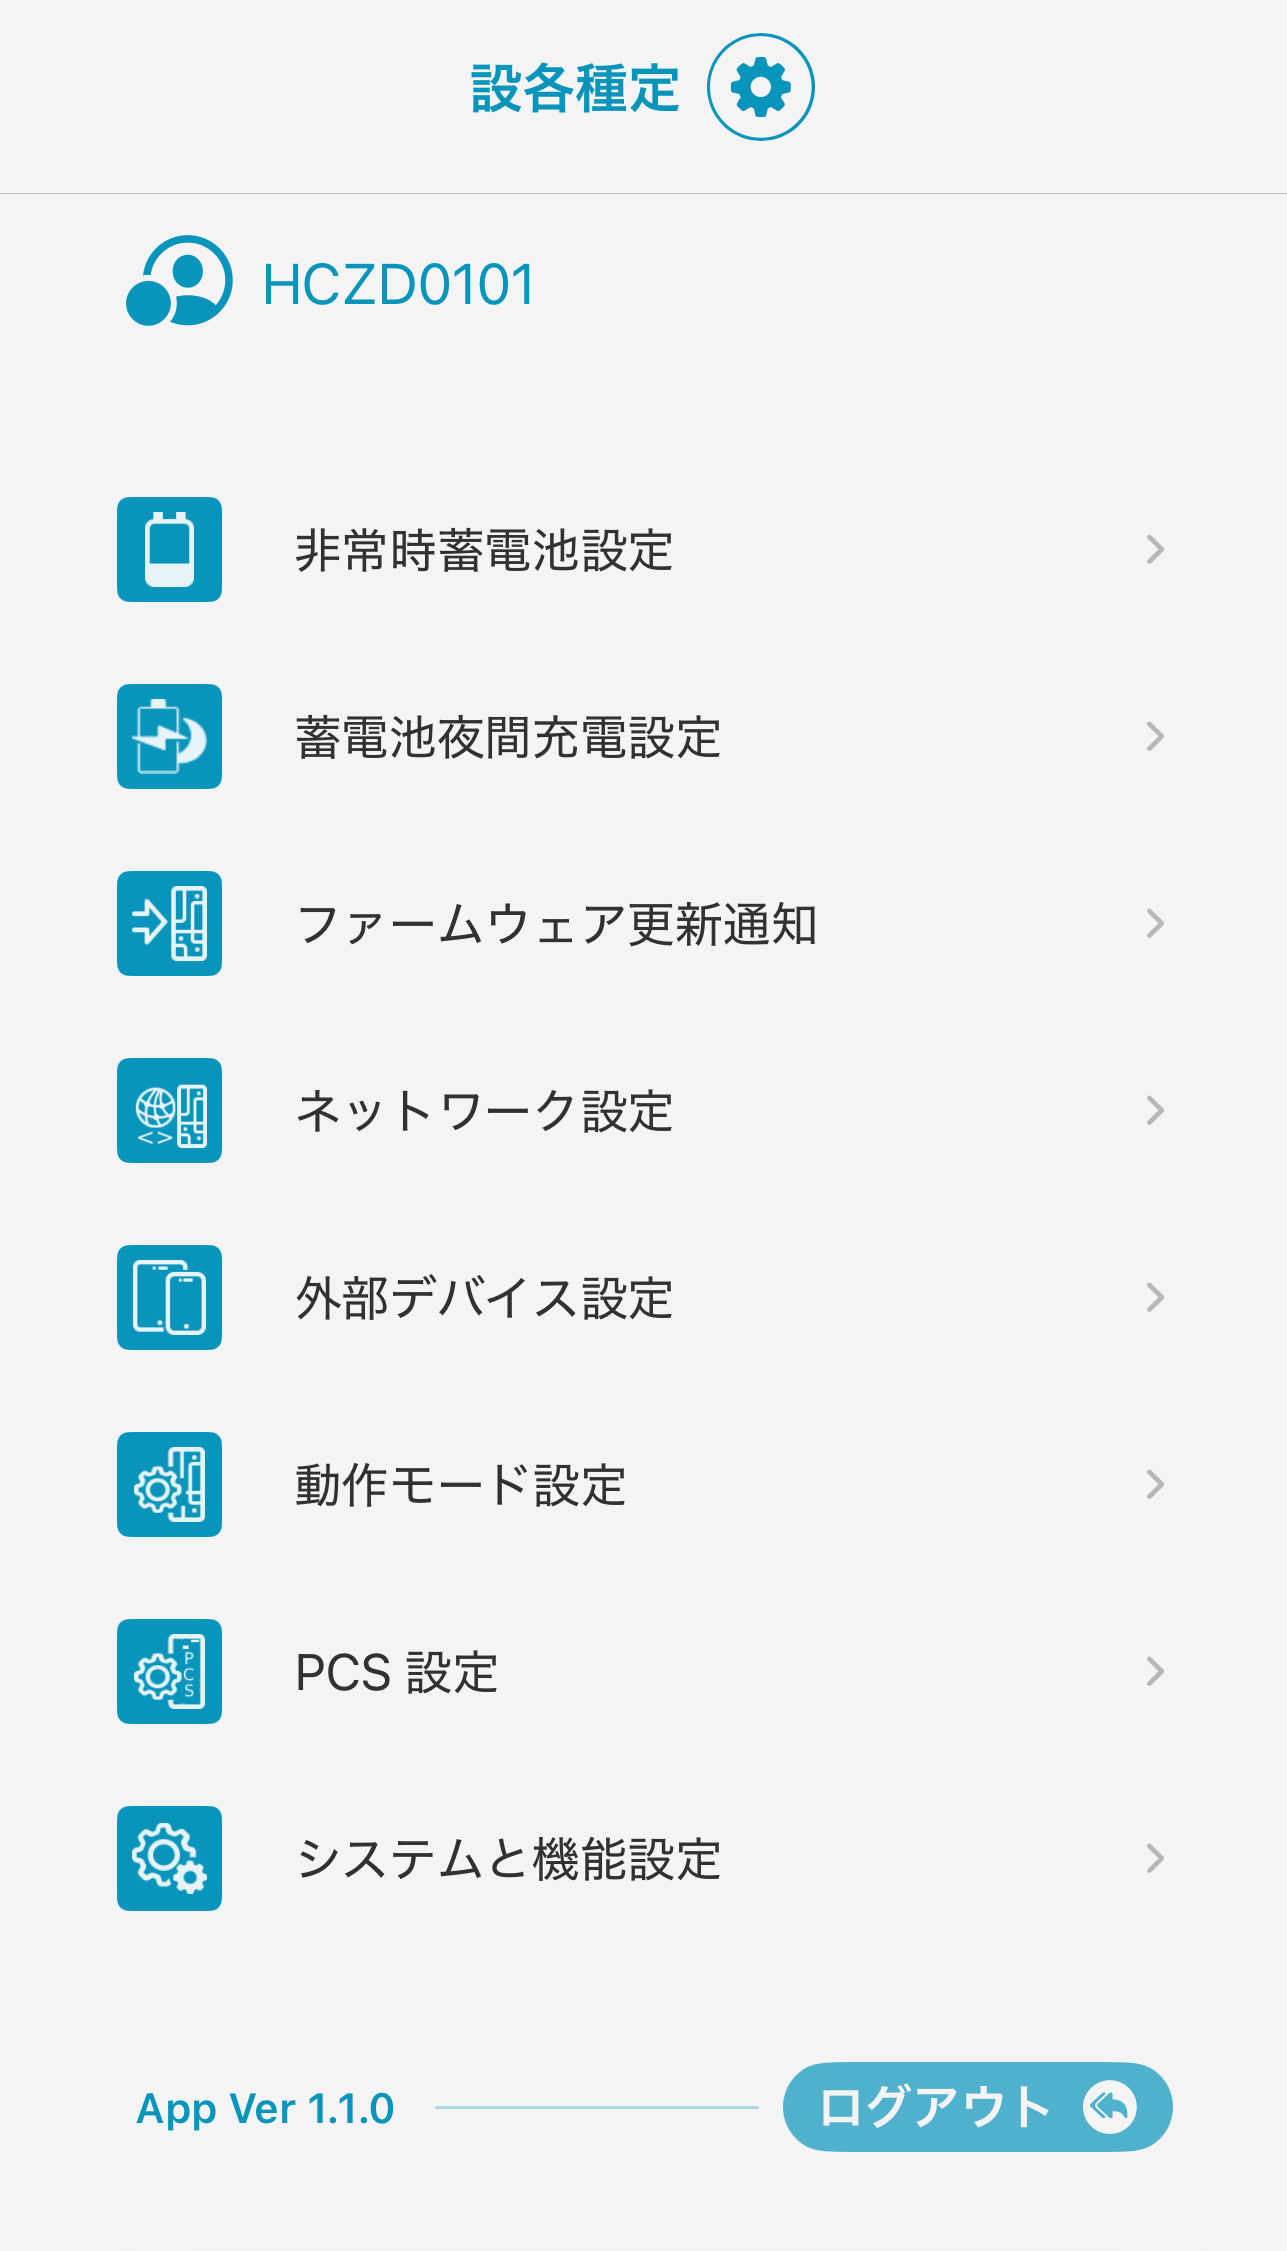 設各種定
HCZD0101
非常時蓄電池設定
蓄電池夜間充電設定
ファームウェア更新通知
ネットワーク設定
<>
外部デバイス設定
動作モード設定
PCS
PCS 設定
システムと機能設定
App Ver 1.1.0
ログアウト